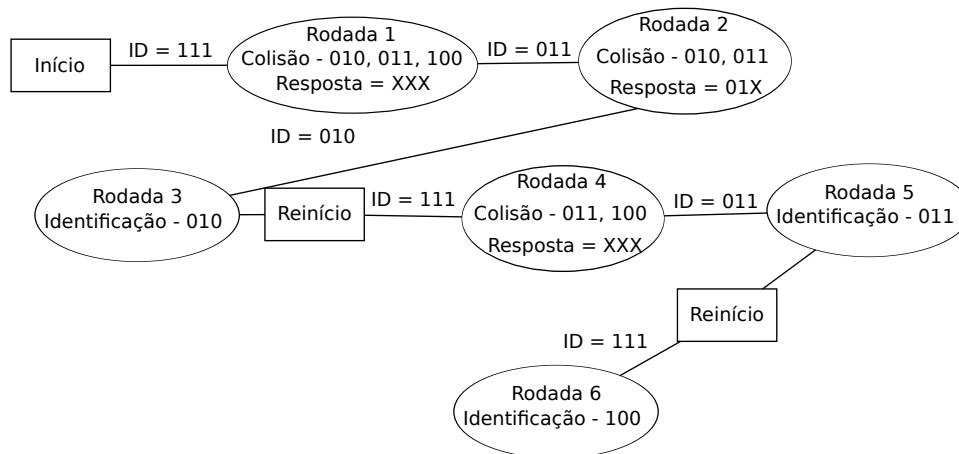 Início
ID = 111
Rodada 1
Colisão - 010, 011, 100
Resposta = XXX
ID = 011
Rodada 2
Colisão - 010, 011
Resposta = 01X
ID = 010
Rodada 3
Identificação - 010
Reinício
ID = 111
Rodada 4
Colisão - 011, 100
Resposta = XXX
ID = 011
Rodada 5
Identificação - 011
Reinício
ID = 111
Rodada 6
Identificação - 100